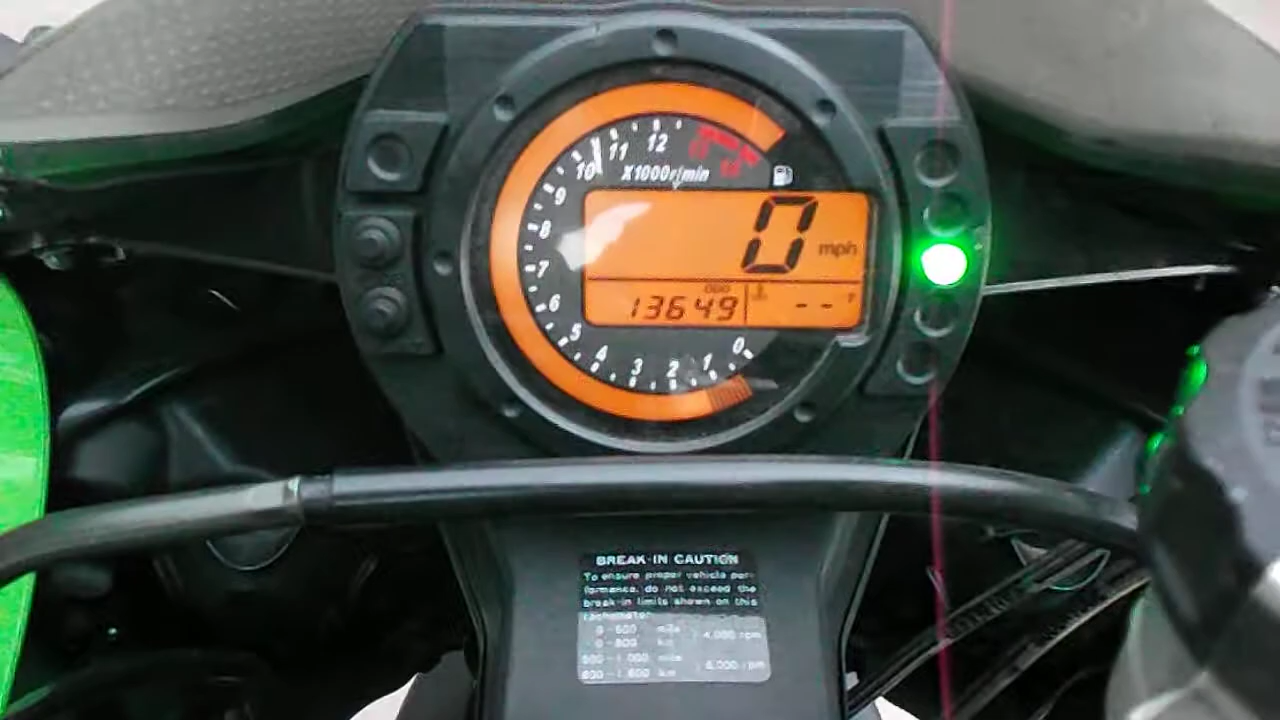 12
11
10
X1000r/min
9
8
0 mph
7
ODO
13649 -- °F
6
5
4
3
2
1
0
BREAK-IN CAUTION
To ensure proper vehicle per-
formance, do not exceed the
break-in limits shown on this
tachometer
0-500 mile
0-800 km
4,000 rpm
500-1,000 mile
800-1,600 km
6,000 rpm